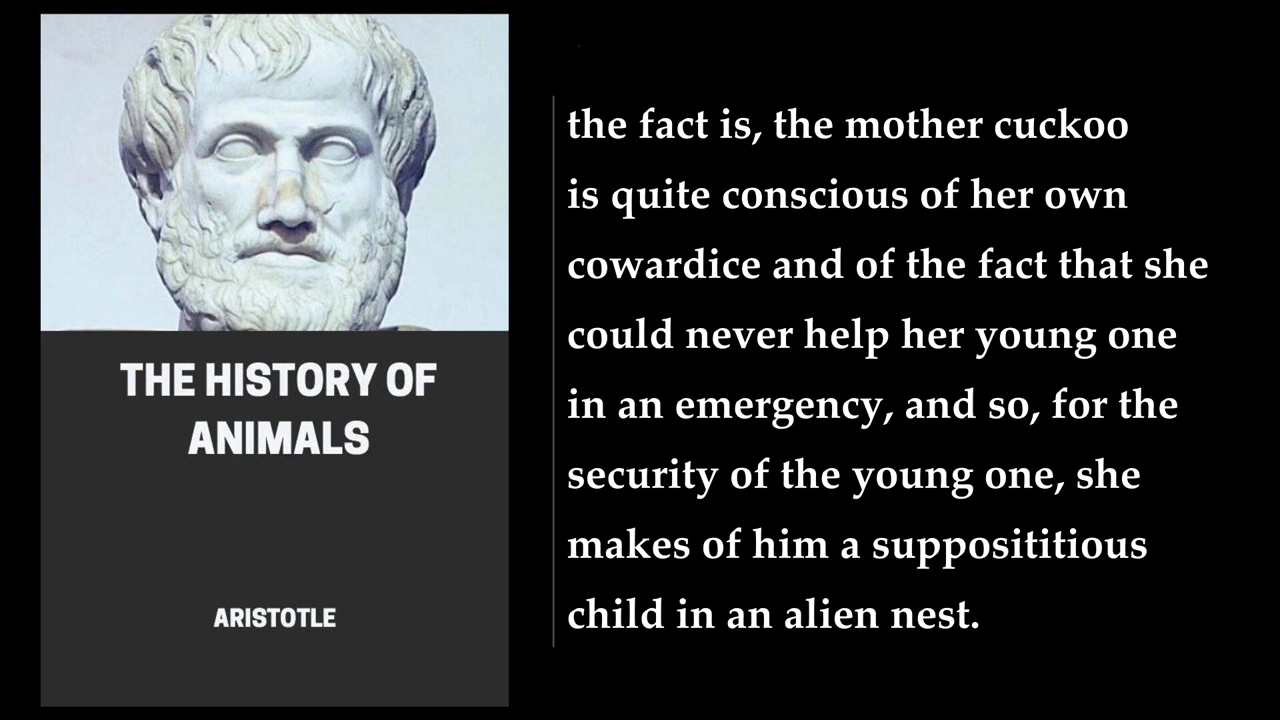 THE HISTORY OF
ANIMALS
ARISTOTLE
the fact is, the mother cuckoo
is quite conscious of her own
cowardice and of the fact that she
could never help her young one
in an emergency, and so, for the
security of the young one, she
makes of him a supposititious
child in an alien nest.